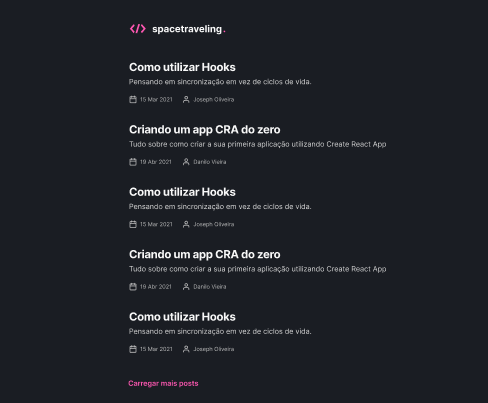 spacetraveling.
Como utilizar Hooks
Pensando em sincronização em vez de ciclos de vida.
15 Mar 2021 Joseph Oliveira
Criando um app CRA do zero
Tudo sobre como criar a sua primeira aplicação utilizando Create React App
19 Abr 2021 Danilo Vieira
Como utilizar Hooks
Pensando em sincronização em vez de ciclos de vida.
15 Mar 2021 Joseph Oliveira
Criando um app CRA do zero
Tudo sobre como criar a sua primeira aplicação utilizando Create React App
19 Abr 2021 Danilo Vieira
Como utilizar Hooks
Pensando em sincronização em vez de ciclos de vida.
15 Mar 2021 Joseph Oliveira
Carregar mais posts